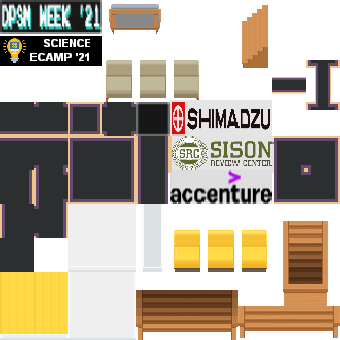 DPSM WEEK '21
SCIENCE
ECAMP '21
SHIMADZU
SRC
SISON
REVIEW CENTER
accenture